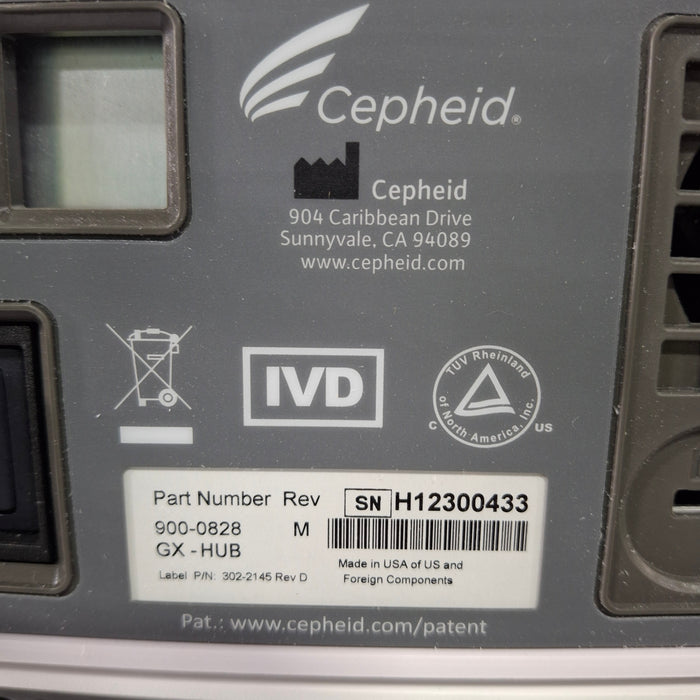 Cepheid®
Cepheid
904 Caribbean Drive
Sunnyvale, CA 94089
www.cepheid.com
IVD
TUV Rheinland
of North America, Inc.
C US
Part Number Rev SN H12300433
900-0828 M
GX - HUB
Made in USA of US and
Label P/N: 302-2145 Rev D Foreign Components
Pat.: www.cepheid.com/patent